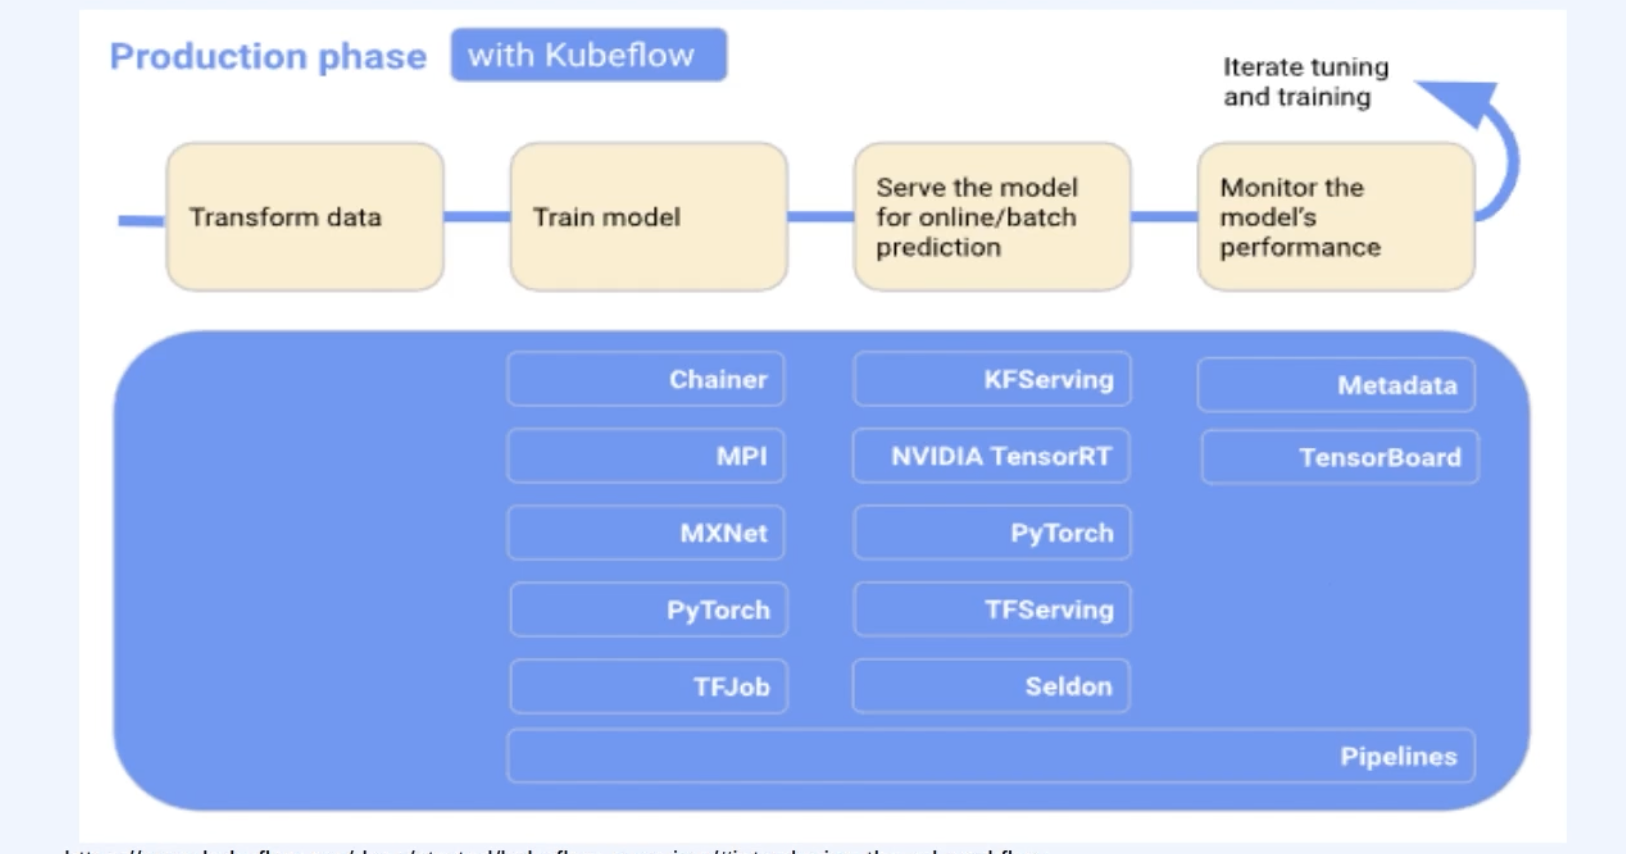 Production phase with Kubeflow
Iterate tuning
and training
Transform data
Train model
Serve the model
for online/batch
prediction
Monitor the
model's
performance
Chainer
MPI
MXNet
PyTorch
TFJob
KFServing
NVIDIA TensorRT
PyTorch
TFServing
Seldon
Metadata
TensorBoard
Pipelines